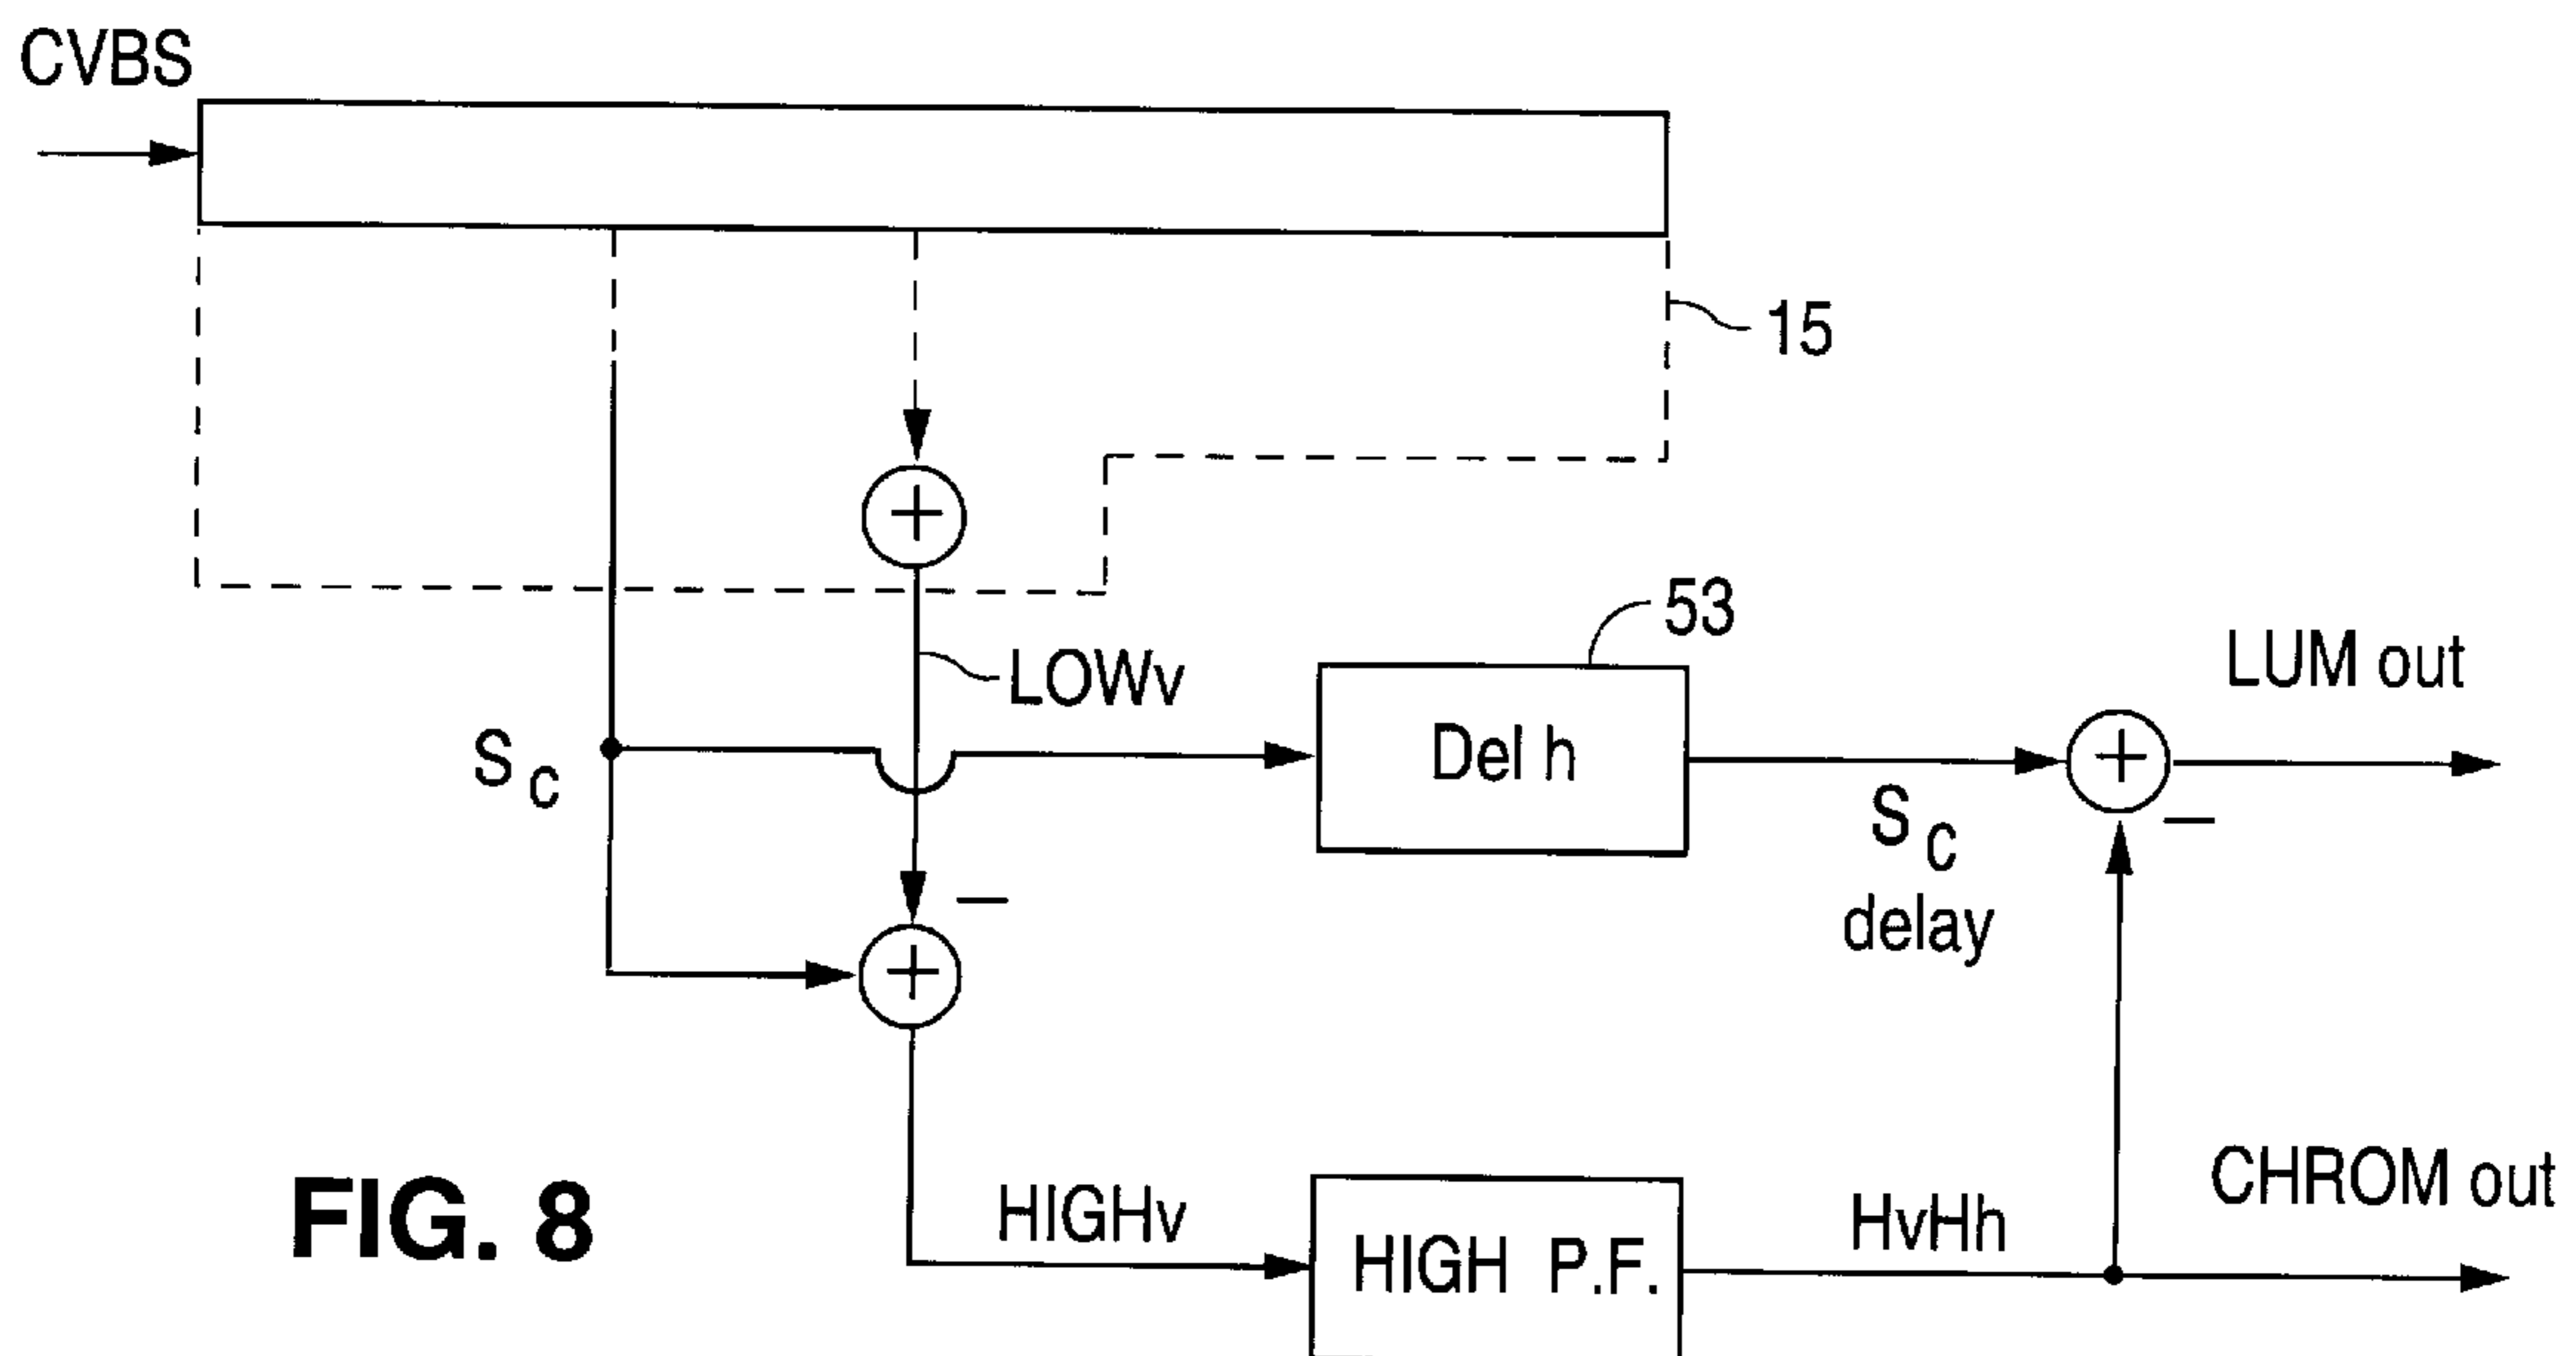 CVBS
15
+
53
LOWv
LUM out
S c
Del h
+
−
S c
delay
−
+
HIGHv
HIGH P.F.
HvHh
CHROM out
FIG. 8